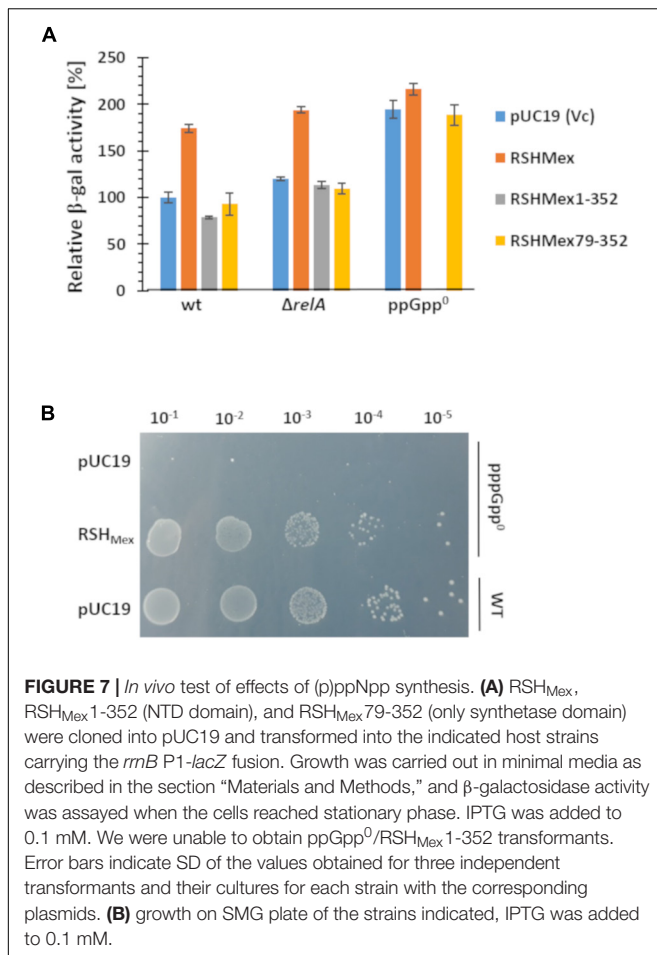 A
Relative β-gal activity [%]
250
200
150
100
50
0
wt ΔrelA ppGpp⁰
pUC19 (Vc)
RSHMex
RSHMex1-352
RSHMex79-352
B
10⁻¹ 10⁻² 10⁻³ 10⁻⁴ 10⁻⁵
pUC19
RSH_Mex
pUC19
pppGpp⁰
WT
FIGURE 7 | In vivo test of effects of (p)ppNpp synthesis. (A) RSH_Mex,
RSH_Mex1-352 (NTD domain), and RSH_Mex79-352 (only synthetase domain)
were cloned into pUC19 and transformed into the indicated host strains
carrying the rrnB P1-lacZ fusion. Growth was carried out in minimal media as
described in the section “Materials and Methods,” and β-galactosidase activity
was assayed when the cells reached stationary phase. IPTG was added to
0.1 mM. We were unable to obtain ppGpp⁰/RSH_Mex1-352 transformants.
Error bars indicate SD of the values obtained for three independent
transformants and their cultures for each strain with the corresponding
plasmids. (B) growth on SMG plate of the strains indicated, IPTG was added
to 0.1 mM.